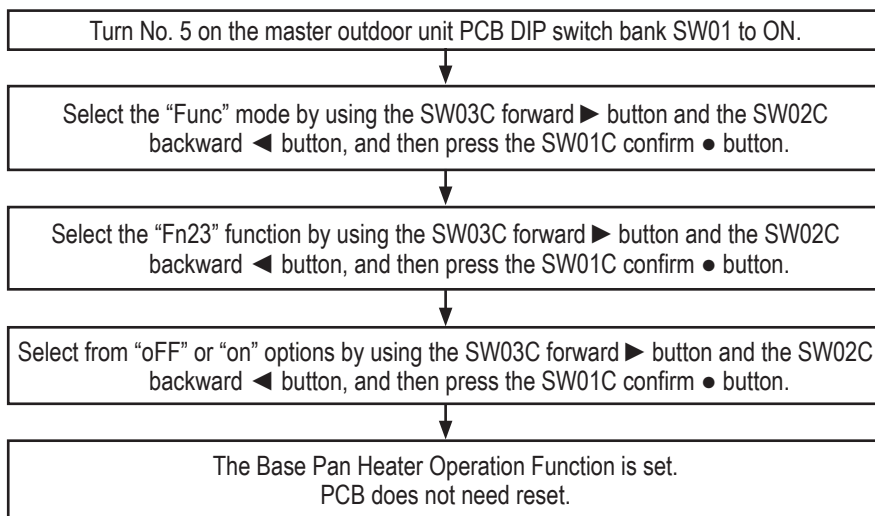 Turn No. 5 on the master outdoor unit PCB DIP switch bank SW01 to ON.
Select the “Func” mode by using the SW03C forward ► button and the SW02C
backward ◄ button, and then press the SW01C confirm ● button.
Select the “Fn23” function by using the SW03C forward ► button and the SW02C
backward ◄ button, and then press the SW01C confirm ● button.
Select from “oFF” or “on” options by using the SW03C forward ► button and the SW02C
backward ◄ button, and then press the SW01C confirm ● button.
The Base Pan Heater Operation Function is set.
PCB does not need reset.